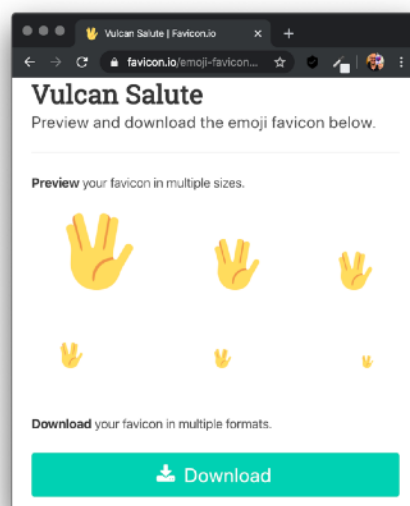 Vulcan Salute | Favicon.io
favicon.io/emoji-favicon...
Vulcan Salute
Preview and download the emoji favicon below.
Preview your favicon in multiple sizes.
Download your favicon in multiple formats.
Download